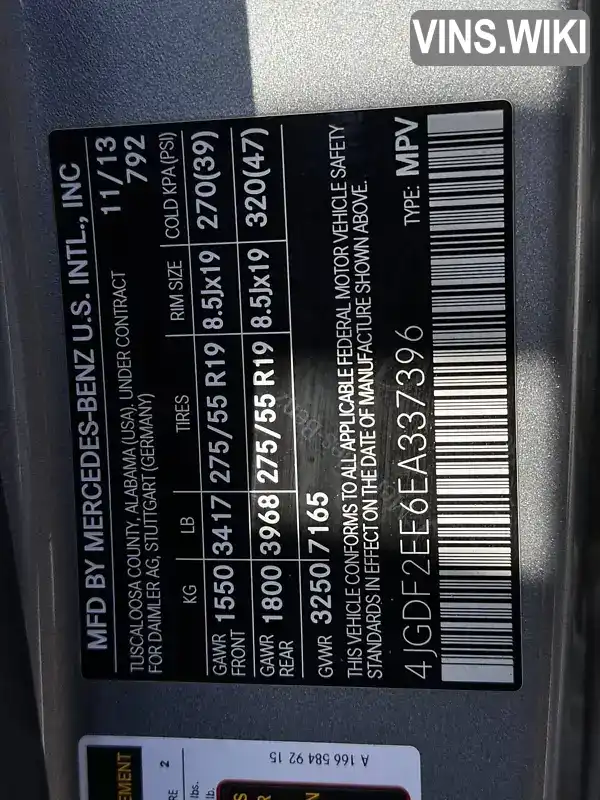 VINS.WIKI
MFD BY MERCEDES-BENZ U.S. INTL., INC
TUSCALOOSA COUNTY, ALABAMA (USA), UNDER CONTRACT 11/13
FOR DAIMLER AG, STUTTGART (GERMANY) 792
KG LB TIRES RIM SIZE COLD KPA(PSI)
GAWR FRONT 1550 3417 275/55 R19 8.5Jx19 270(39)
GAWR REAR 1800 3968 275/55 R19 8.5Jx19 320(47)
GVWR 3250 7165
THIS VEHICLE CONFORMS TO ALL APPLICABLE FEDERAL MOTOR VEHICLE SAFETY
STANDARDS IN EFFECT ON THE DATE OF MANUFACTURE SHOWN ABOVE.
4JGDF2EE6EA337396 TYPE: MPV
A 166 584 92 15
2
lbs.